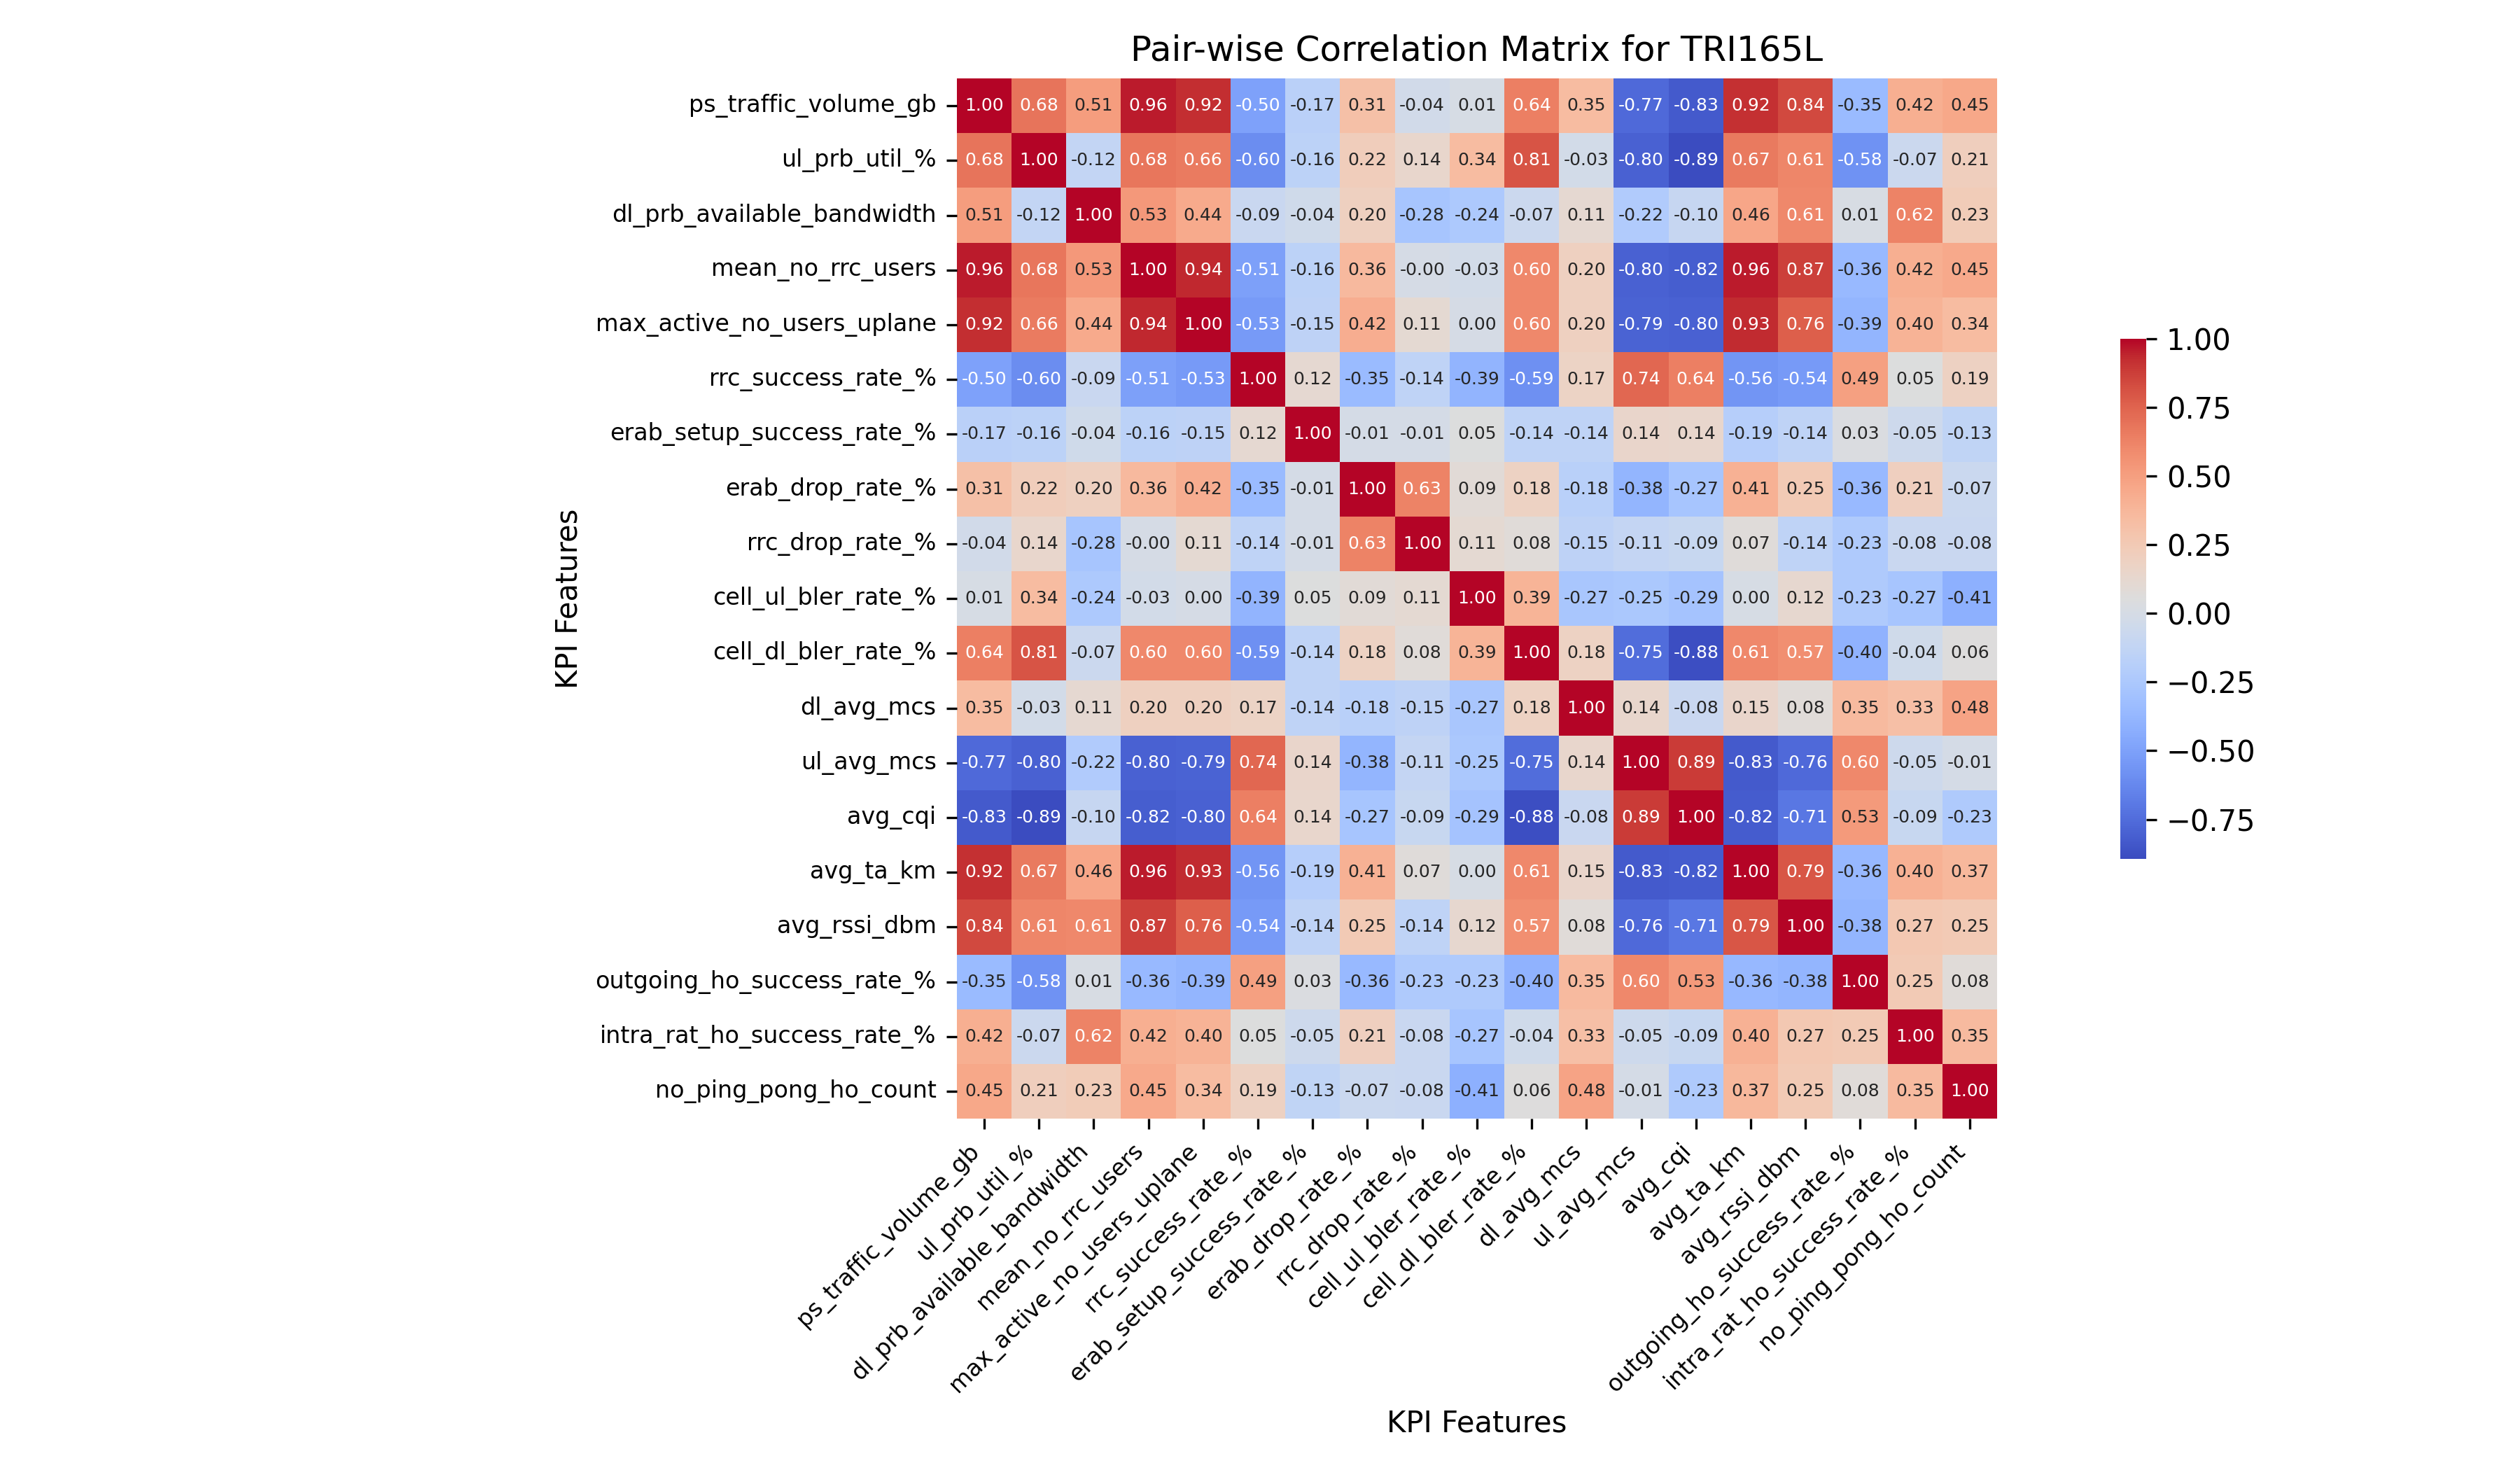 Pair-wise Correlation Matrix for TRI165L
ps_traffic_volume_gb 1.00 0.68 0.51 0.96 0.92 -0.50 -0.17 0.31 -0.04 0.01 0.64 0.35 -0.77 -0.83 0.92 0.84 -0.35 0.42 0.45
ul_prb_util_% 0.68 1.00 -0.12 0.68 0.66 -0.60 -0.16 0.22 0.14 0.34 0.81 -0.03 -0.80 -0.89 0.67 0.61 -0.58 -0.07 0.21
dl_prb_available_bandwidth 0.51 -0.12 1.00 0.53 0.44 -0.09 -0.04 0.20 -0.28 -0.24 -0.07 0.11 -0.22 -0.10 0.46 0.61 0.01 0.62 0.23
mean_no_rrc_users 0.96 0.68 0.53 1.00 0.94 -0.51 -0.16 0.36 -0.00 -0.03 0.60 0.20 -0.80 -0.82 0.96 0.87 -0.36 0.42 0.45
max_active_no_users_uplane 0.92 0.66 0.44 0.94 1.00 -0.53 -0.15 0.42 0.11 0.00 0.60 0.20 -0.79 -0.80 0.93 0.76 -0.39 0.40 0.34
rrc_success_rate_% -0.50 -0.60 -0.09 -0.51 -0.53 1.00 0.12 -0.35 -0.14 -0.39 -0.59 0.17 0.74 0.64 -0.56 -0.54 0.49 0.05 0.19
erab_setup_success_rate_% -0.17 -0.16 -0.04 -0.16 -0.15 0.12 1.00 -0.01 -0.01 0.05 -0.14 -0.14 0.14 0.14 -0.19 -0.14 0.03 -0.05 -0.13
erab_drop_rate_% 0.31 0.22 0.20 0.36 0.42 -0.35 -0.01 1.00 0.63 0.09 0.18 -0.18 -0.38 -0.27 0.41 0.25 -0.36 0.21 -0.07
rrc_drop_rate_% -0.04 0.14 -0.28 -0.00 0.11 -0.14 -0.01 0.63 1.00 0.11 0.08 -0.15 -0.11 -0.09 0.07 -0.14 -0.23 -0.08 -0.08
cell_ul_bler_rate_% 0.01 0.34 -0.24 -0.03 0.00 -0.39 0.05 0.09 0.11 1.00 0.39 -0.27 -0.25 -0.29 0.00 0.12 -0.23 -0.27 -0.41
cell_dl_bler_rate_% 0.64 0.81 -0.07 0.60 0.60 -0.59 -0.14 0.18 0.08 0.39 1.00 0.18 -0.75 -0.88 0.61 0.57 -0.40 -0.04 0.06
dl_avg_mcs 0.35 -0.03 0.11 0.20 0.20 0.17 -0.14 -0.18 -0.15 -0.27 0.18 1.00 0.14 -0.08 0.15 0.08 0.35 0.33 0.48
ul_avg_mcs -0.77 -0.80 -0.22 -0.80 -0.79 0.74 0.14 -0.38 -0.11 -0.25 -0.75 0.14 1.00 0.89 -0.83 -0.76 0.60 -0.05 -0.01
avg_cqi -0.83 -0.89 -0.10 -0.82 -0.80 0.64 0.14 -0.27 -0.09 -0.29 -0.88 -0.08 0.89 1.00 -0.82 -0.71 0.53 -0.09 -0.23
avg_ta_km 0.92 0.67 0.46 0.96 0.93 -0.56 -0.19 0.41 0.07 0.00 0.61 0.15 -0.83 -0.82 1.00 0.79 -0.36 0.40 0.37
avg_rssi_dbm 0.84 0.61 0.61 0.87 0.76 -0.54 -0.14 0.25 -0.14 0.12 0.57 0.08 -0.76 -0.71 0.79 1.00 -0.38 0.27 0.25
outgoing_ho_success_rate_% -0.35 -0.58 0.01 -0.36 -0.39 0.49 0.03 -0.36 -0.23 -0.23 -0.40 0.35 0.60 0.53 -0.36 -0.38 1.00 0.25 0.08
intra_rat_ho_success_rate_% 0.42 -0.07 0.62 0.42 0.40 0.05 -0.05 0.21 -0.08 -0.27 -0.04 0.33 -0.05 -0.09 0.40 0.27 0.25 1.00 0.35
no_ping_pong_ho_count 0.45 0.21 0.23 0.45 0.34 0.19 -0.13 -0.07 -0.08 -0.41 0.06 0.48 -0.01 -0.23 0.37 0.25 0.08 0.35 1.00
KPI Features
ps_traffic_volume_gb
ul_prb_util_%
dl_prb_available_bandwidth
mean_no_rrc_users
max_active_no_users_uplane
rrc_success_rate_%
erab_setup_success_rate_%
erab_drop_rate_%
rrc_drop_rate_%
cell_ul_bler_rate_%
cell_dl_bler_rate_%
dl_avg_mcs
ul_avg_mcs
avg_cqi
avg_ta_km
avg_rssi_dbm
outgoing_ho_success_rate_%
intra_rat_ho_success_rate_%
no_ping_pong_ho_count
KPI Features
1.00
0.75
0.50
0.25
0.00
−0.25
−0.50
−0.75